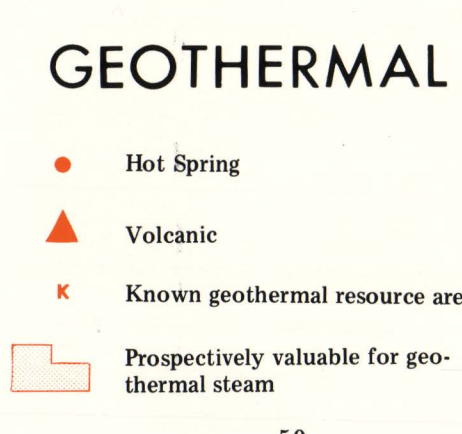 GEOTHERMAL
Hot Spring
Volcanic
K Known geothermal resource are
Prospectively valuable for geo-
thermal steam